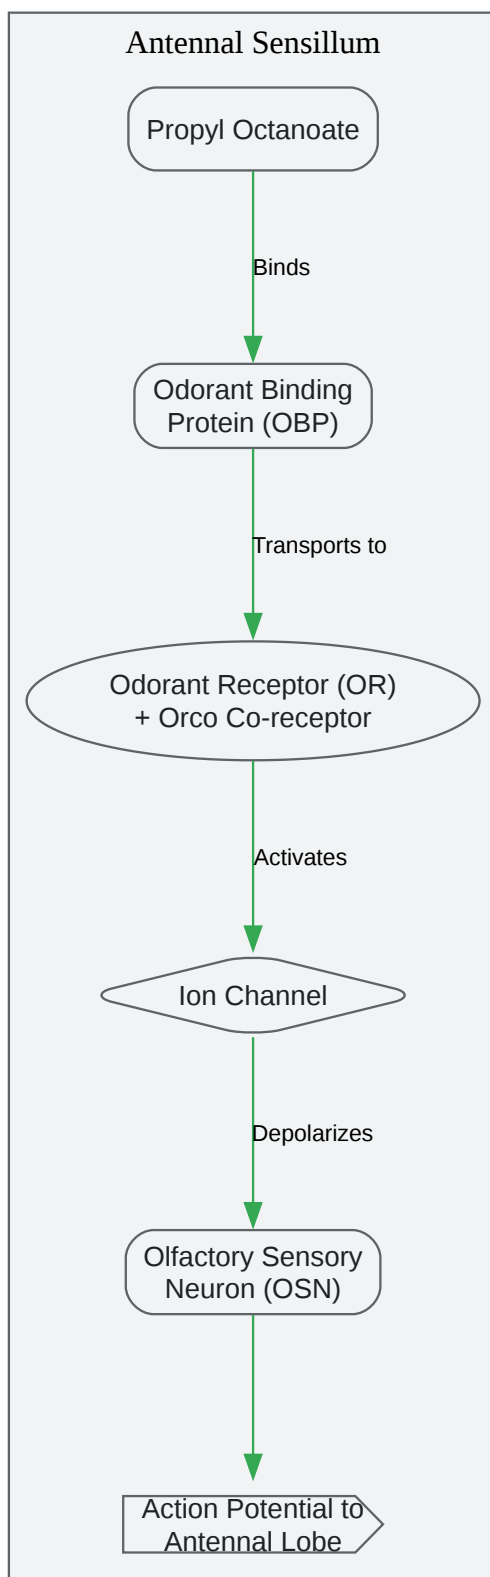 Antennal Sensillum
Propyl Octanoate
Binds
Odorant Binding
Protein (OBP)
Transports to
Odorant Receptor (OR)
+ Orco Co-receptor
Activates
Ion Channel
Depolarizes
Olfactory Sensory
Neuron (OSN)
Action Potential to
Antennal Lobe